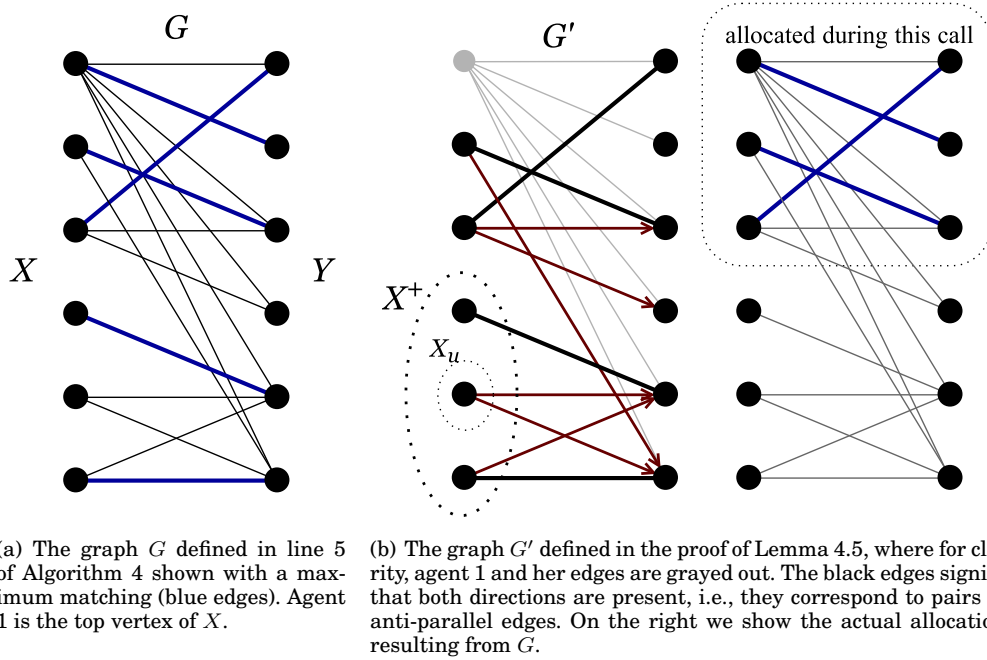 G
X
Y
G′
X+
Xu
allocated during this call
(a) The graph G defined in line 5
of Algorithm 4 shown with a max-
imum matching (blue edges). Agent
1 is the top vertex of X.
(b) The graph G′ defined in the proof of Lemma 4.5, where for cla
rity, agent 1 and her edges are grayed out. The black edges signi
that both directions are present, i.e., they correspond to pairs
anti-parallel edges. On the right we show the actual allocatio
resulting from G.